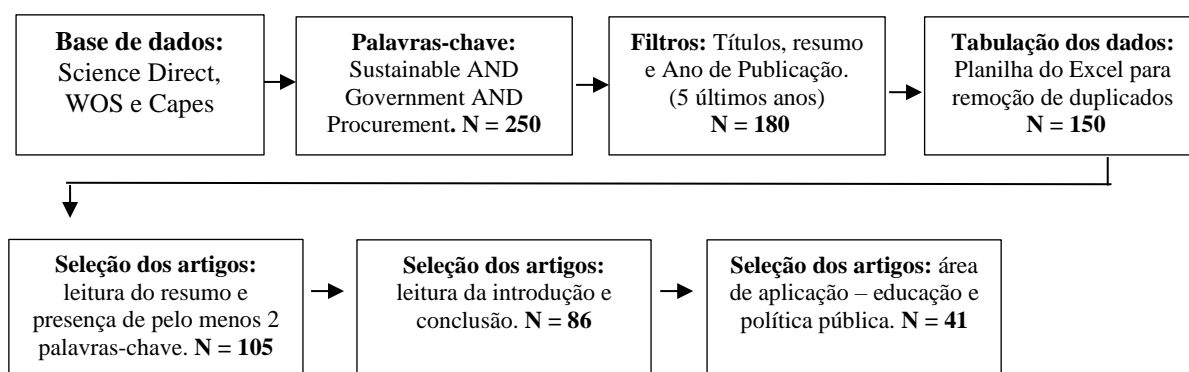 Base de dados:
Science Direct,
WOS e Capes
Palavras-chave:
Sustainable AND
Government AND
Procurement. N = 250
Filtros: Títulos, resumo
e Ano de Publicação.
(5 últimos anos)
N = 180
Tabulação dos dados:
Planilha do Excel para
remoção de duplicados
N = 150
Seleção dos artigos:
leitura do resumo e
presença de pelo menos 2
palavras-chave. N = 105
Seleção dos artigos:
leitura da introdução e
conclusão. N = 86
Seleção dos artigos: área
de aplicação – educação e
política pública. N = 41